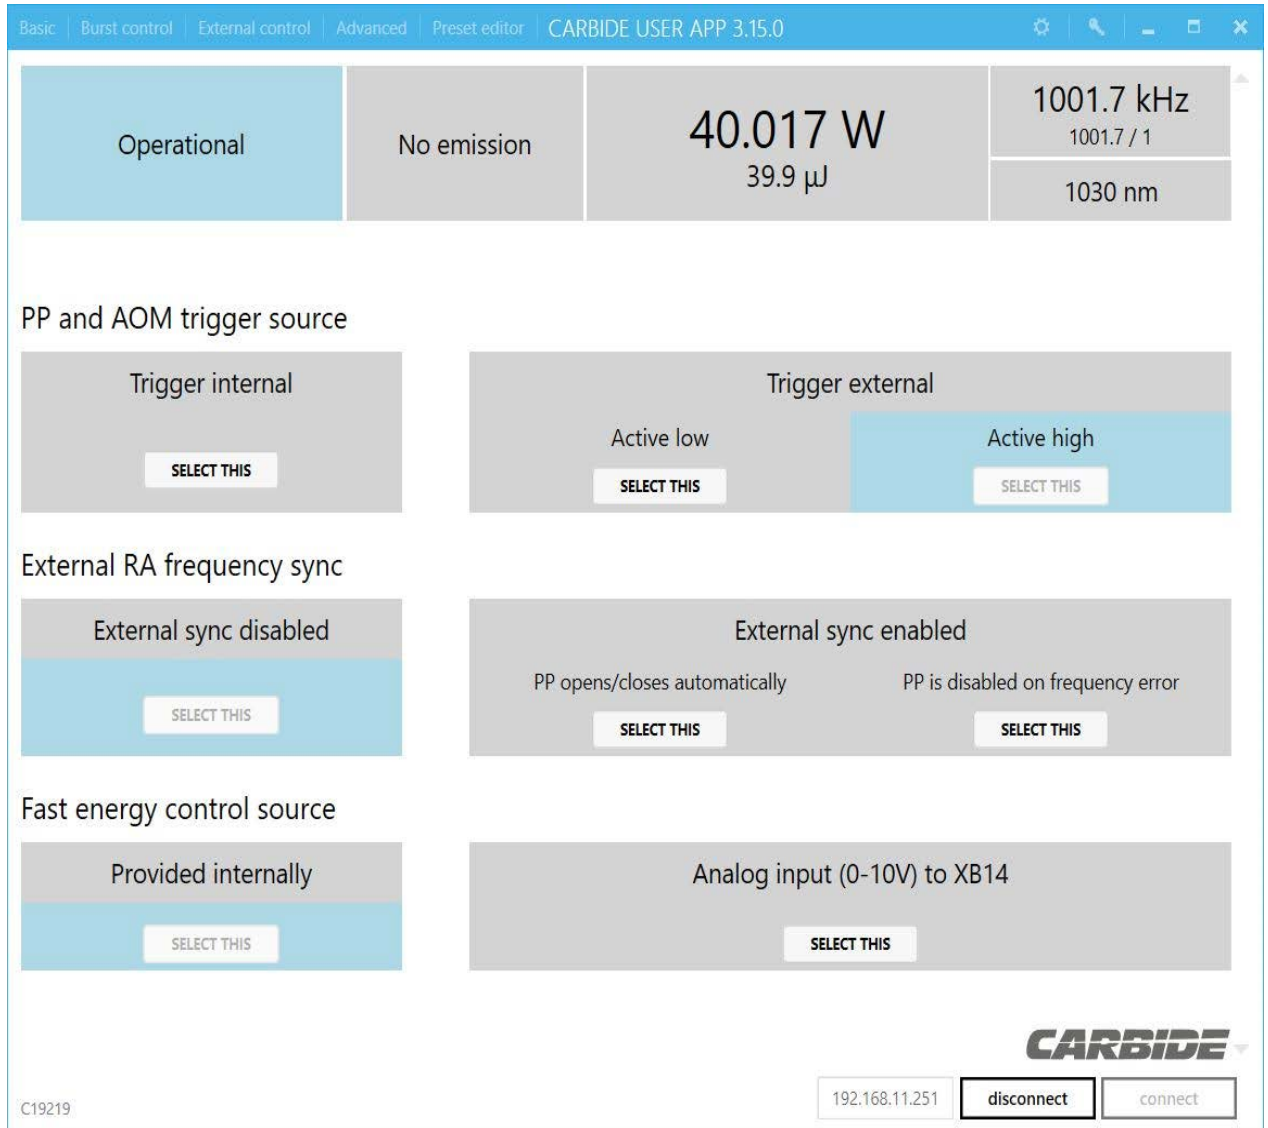 Basic Burst control External control Advanced Preset editor CARBIDE USER APP 3.15.0
Operational
No emission
40.017 W
39.9 µJ
1001.7 kHz
1001.7 / 1
1030 nm
PP and AOM trigger source
Trigger internal
SELECT THIS
Trigger external
Active low
SELECT THIS
Active high
SELECT THIS
External RA frequency sync
External sync disabled
SELECT THIS
External sync enabled
PP opens/closes automatically
SELECT THIS
PP is disabled on frequency error
SELECT THIS
Fast energy control source
Provided internally
SELECT THIS
Analog input (0-10V) to XB14
SELECT THIS
CARBIDE
C19219
192.168.11.251
disconnect
connect